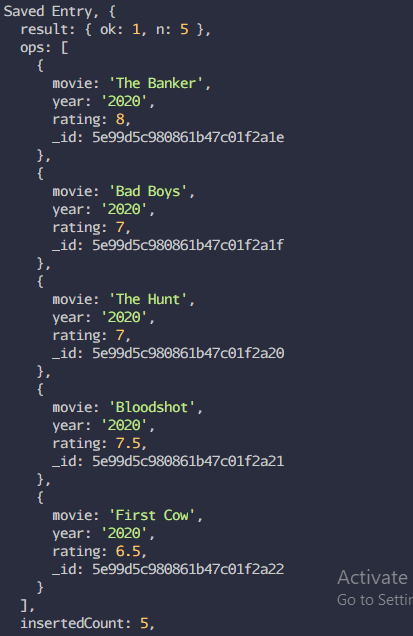 Saved Entry, {
  result: { ok: 1, n: 5 },
  ops: [
    {
      movie: 'The Banker',
      year: '2020',
      rating: 8,
      _id: 5e99d5c980861b47c01f2a1e
    },
    {
      movie: 'Bad Boys',
      year: '2020',
      rating: 7,
      _id: 5e99d5c980861b47c01f2a1f
    },
    {
      movie: 'The Hunt',
      year: '2020',
      rating: 7,
      _id: 5e99d5c980861b47c01f2a20
    },
    {
      movie: 'Bloodshot',
      year: '2020',
      rating: 7.5,
      _id: 5e99d5c980861b47c01f2a21
    },
    {
      movie: 'First Cow',
      year: '2020',
      rating: 6.5,
      _id: 5e99d5c980861b47c01f2a22
    }
  ],
  insertedCount: 5,
Activate
Go to Settin